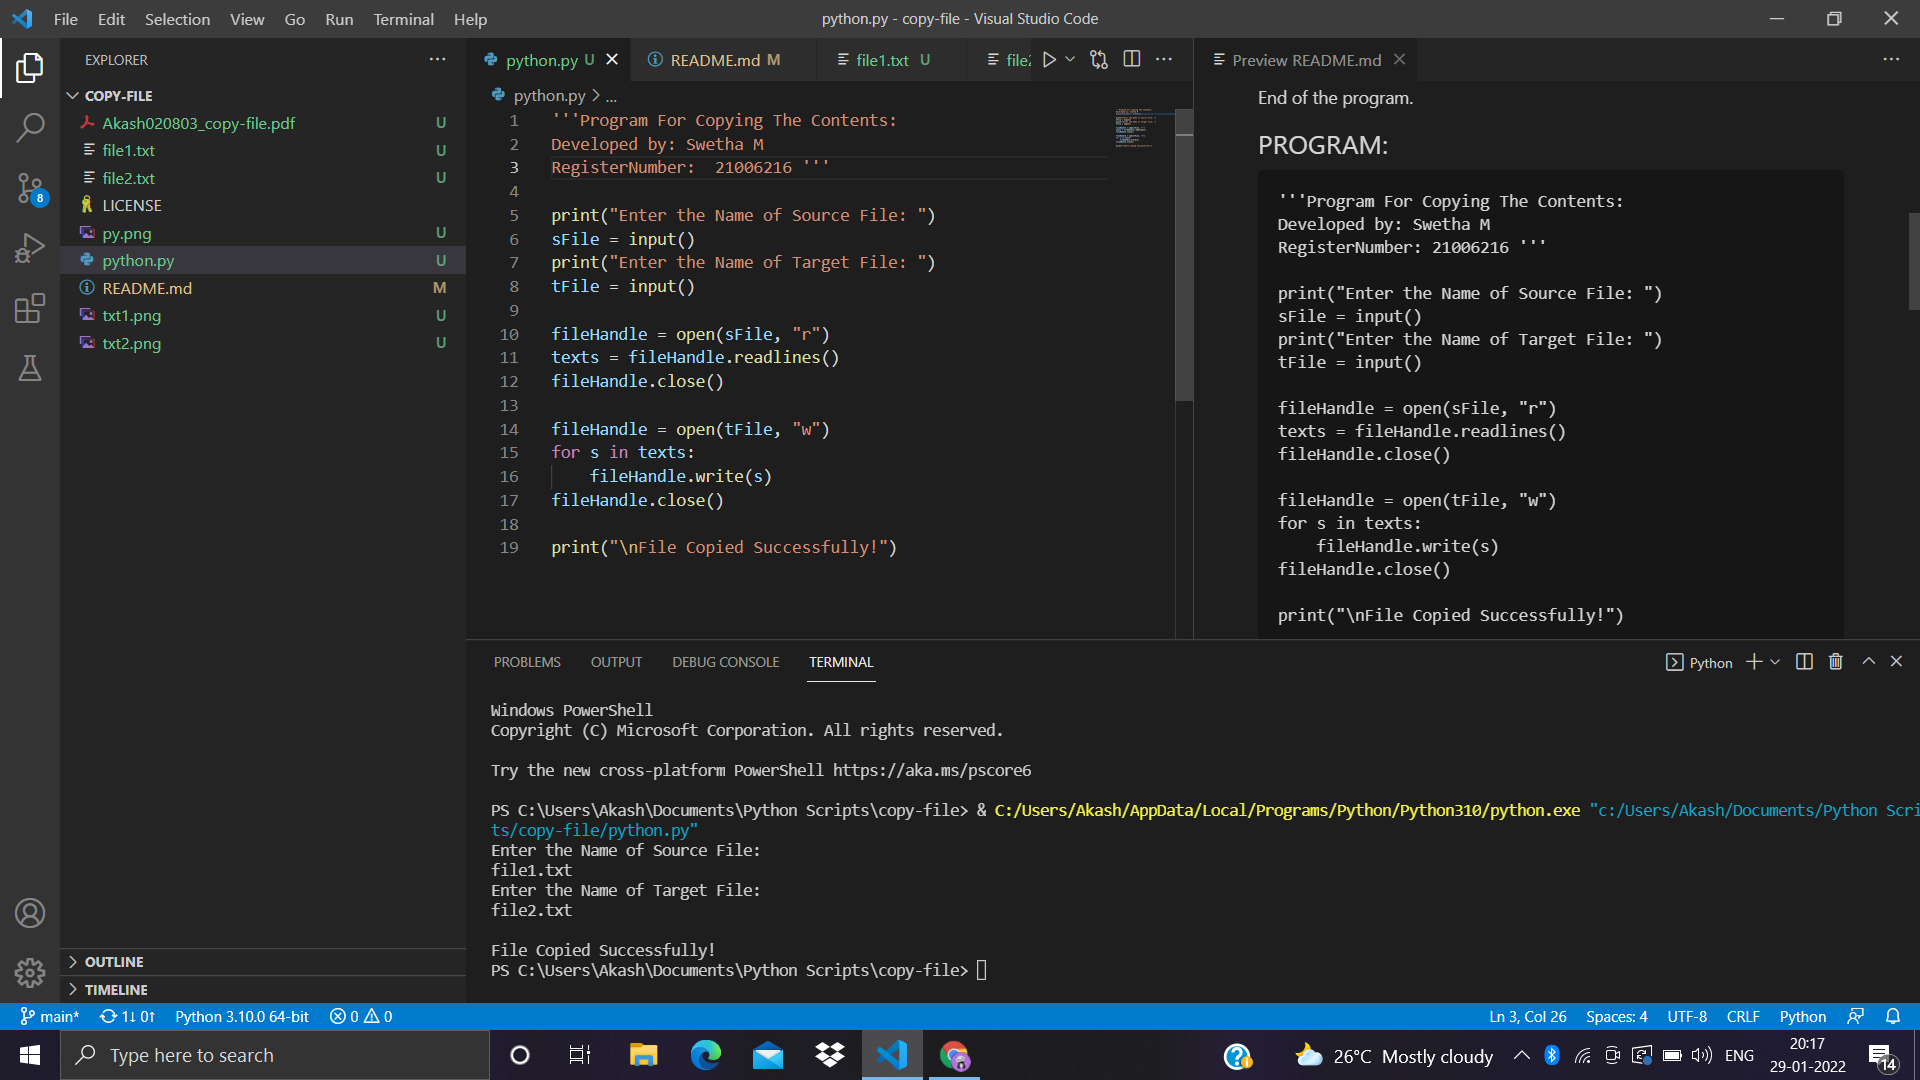 File Edit Selection View Go Run Terminal Help
python.py - copy-file - Visual Studio Code
EXPLORER
COPY-FILE
Akash020803_copy-file.pdf U
file1.txt U
file2.txt U
LICENSE
py.png U
python.py U
README.md M
txt1.png U
txt2.png U
OUTLINE
TIMELINE
8
python.py U
README.md M
file1.txt U
file2
python.py > ...
1 '''Program For Copying The Contents:
2 Developed by: Swetha M
3 RegisterNumber:  21006216 '''
4
5 print("Enter the Name of Source File: ")
6 sFile = input()
7 print("Enter the Name of Target File: ")
8 tFile = input()
9
10 fileHandle = open(sFile, "r")
11 texts = fileHandle.readlines()
12 fileHandle.close()
13
14 fileHandle = open(tFile, "w")
15 for s in texts:
16     fileHandle.write(s)
17 fileHandle.close()
18
19 print("\nFile Copied Successfully!")
Preview README.md
End of the program.
PROGRAM:
'''Program For Copying The Contents:
Developed by: Swetha M
RegisterNumber: 21006216 '''
print("Enter the Name of Source File: ")
sFile = input()
print("Enter the Name of Target File: ")
tFile = input()
fileHandle = open(sFile, "r")
texts = fileHandle.readlines()
fileHandle.close()
fileHandle = open(tFile, "w")
for s in texts:
    fileHandle.write(s)
fileHandle.close()
print("\nFile Copied Successfully!")
PROBLEMS OUTPUT DEBUG CONSOLE TERMINAL
Python
Windows PowerShell
Copyright (C) Microsoft Corporation. All rights reserved.
Try the new cross-platform PowerShell https://aka.ms/pscore6
PS C:\Users\Akash\Documents\Python Scripts\copy-file> & C:/Users/Akash/AppData/Local/Programs/Python/Python310/python.exe "c:/Users/Akash/Documents/Python Scri
ts/copy-file/python.py"
Enter the Name of Source File:
file1.txt
Enter the Name of Target File:
file2.txt
File Copied Successfully!
PS C:\Users\Akash\Documents\Python Scripts\copy-file>
main* 1↓ 0↑ Python 3.10.0 64-bit 0 0
Ln 3, Col 26 Spaces: 4 UTF-8 CRLF Python
Type here to search
26°C Mostly cloudy
ENG
20:17
29-01-2022
14